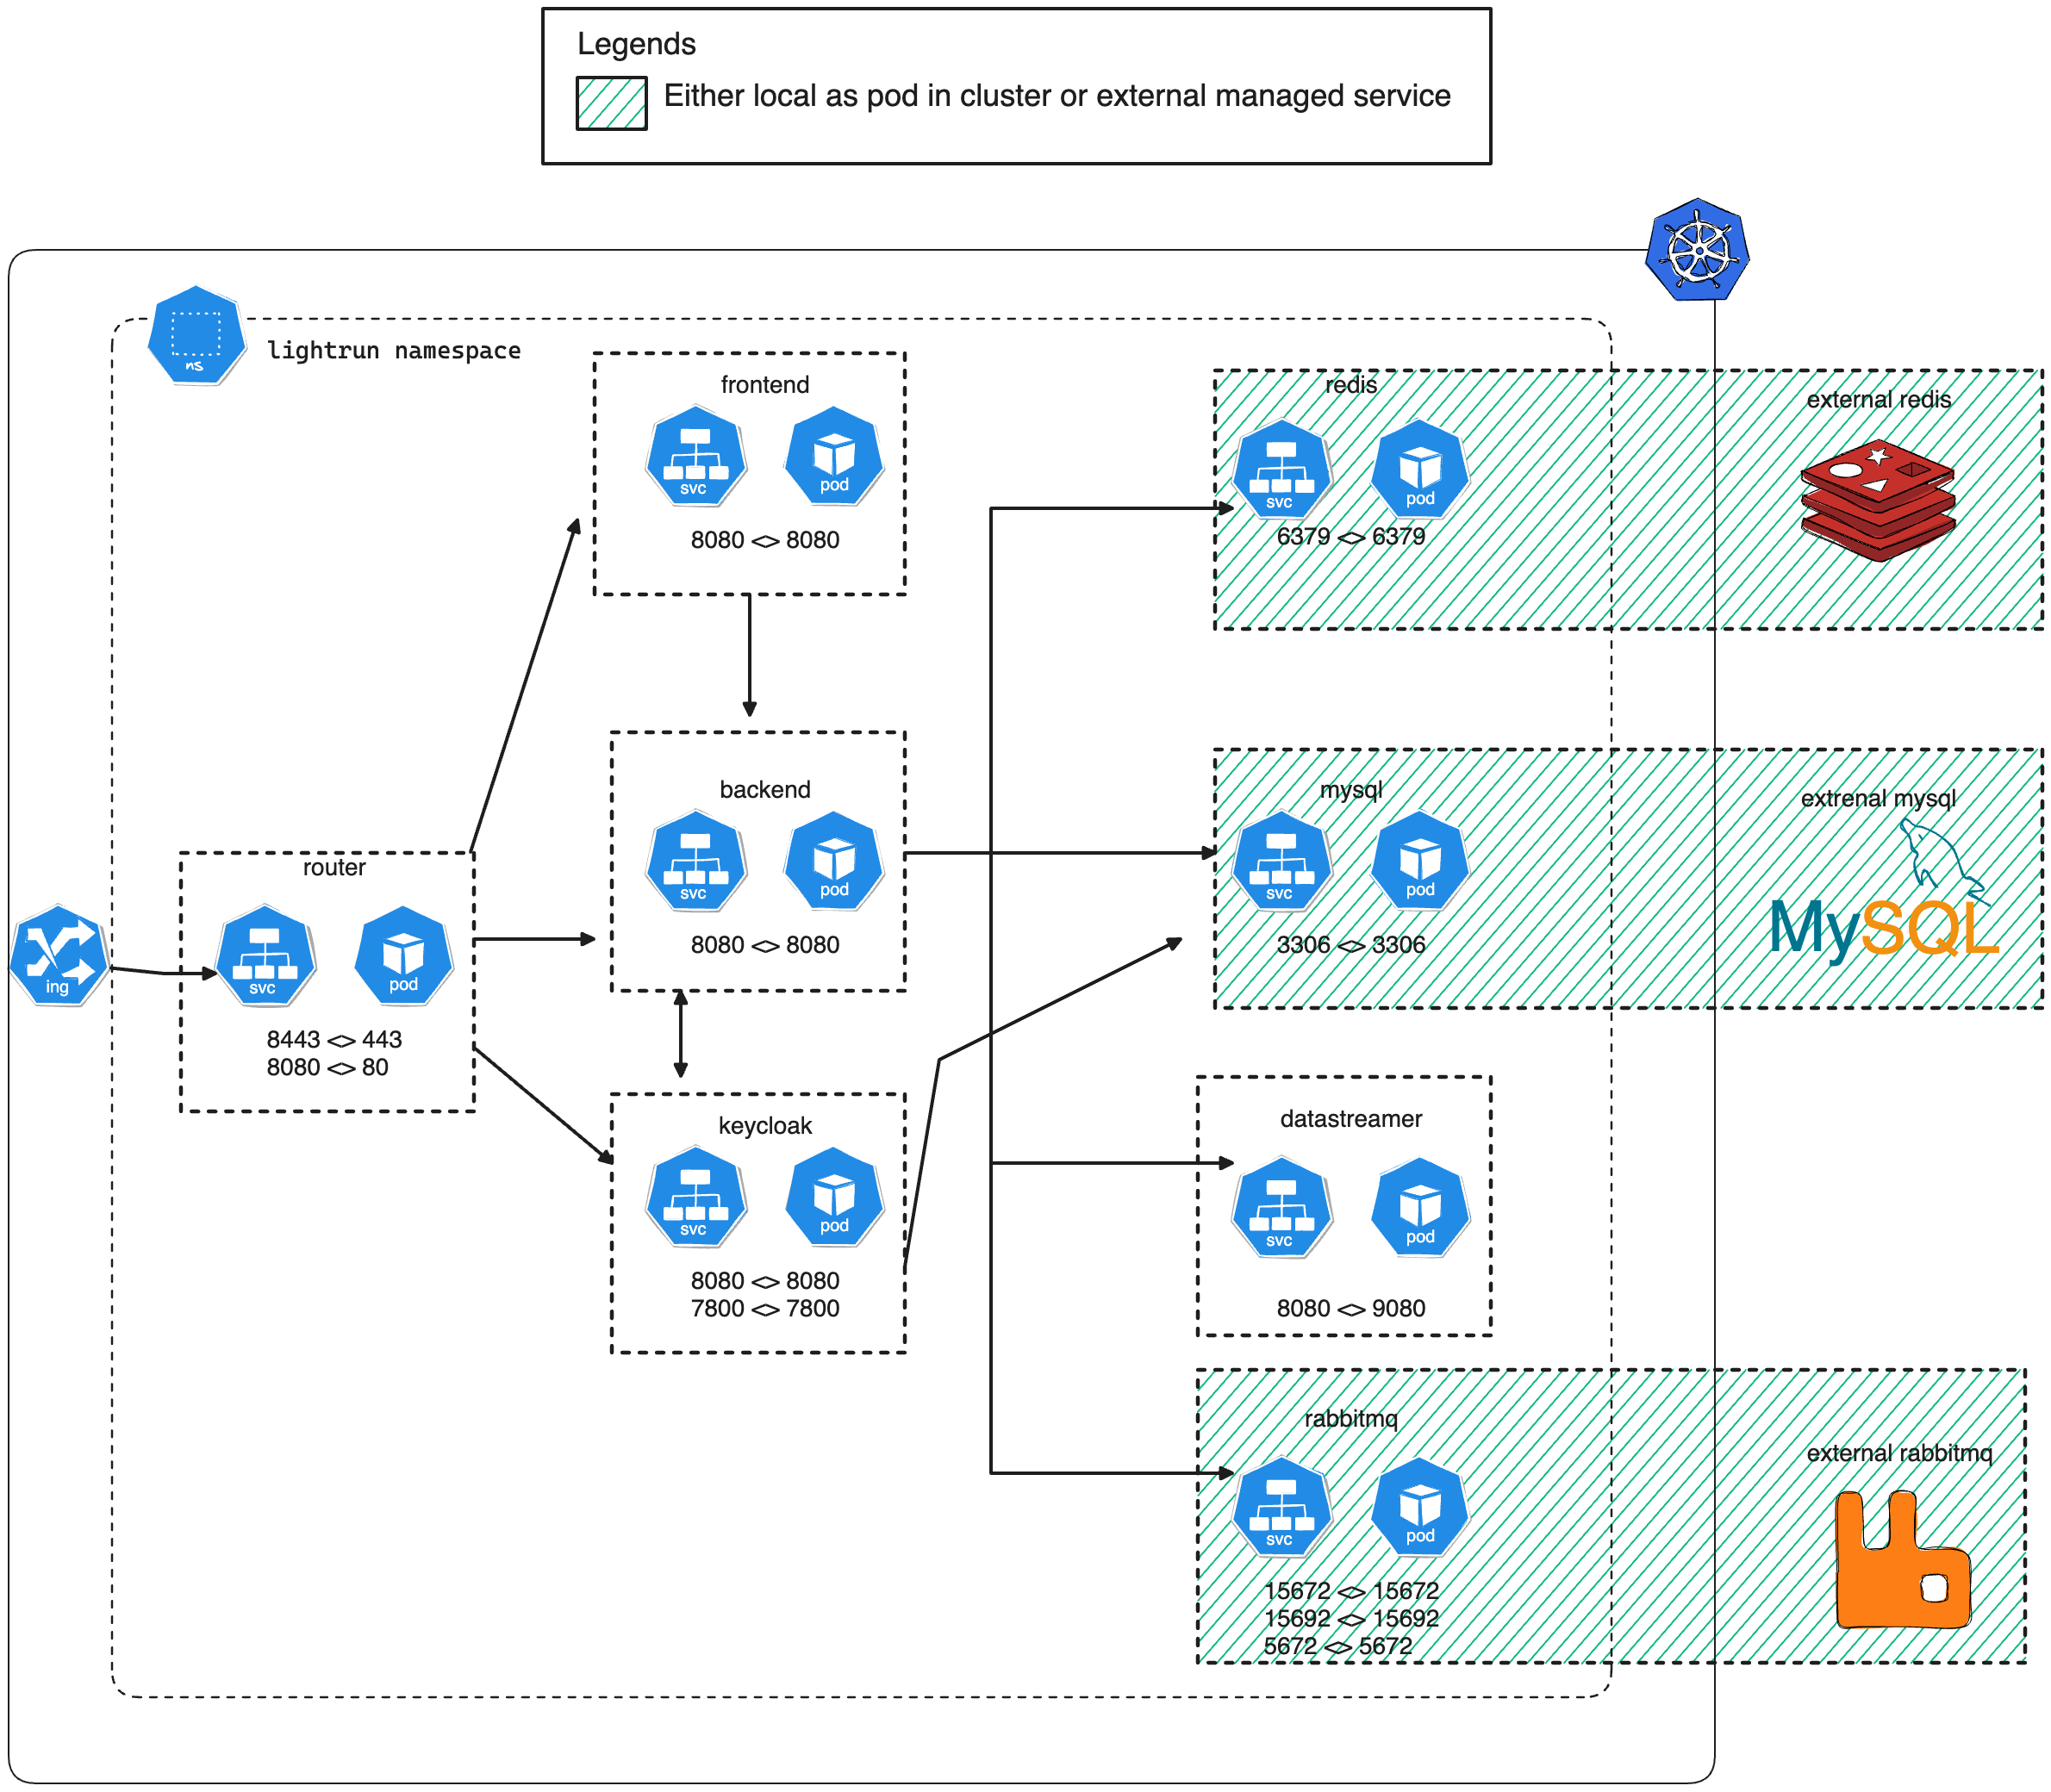 Legends
Either local as pod in cluster or external managed service
ns
lightrun namespace
frontend
svc
pod
8080 <> 8080
redis
svc
pod
6379 <> 6379
external redis
backend
svc
pod
8080 <> 8080
mysql
svc
pod
3306 <> 3306
extrenal mysql
MySQL
ing
router
svc
pod
8443 <> 443
8080 <> 80
keycloak
svc
pod
8080 <> 8080
7800 <> 7800
datastreamer
svc
pod
8080 <> 9080
rabbitmq
svc
pod
15672 <> 15672
15692 <> 15692
5672 <> 5672
external rabbitmq